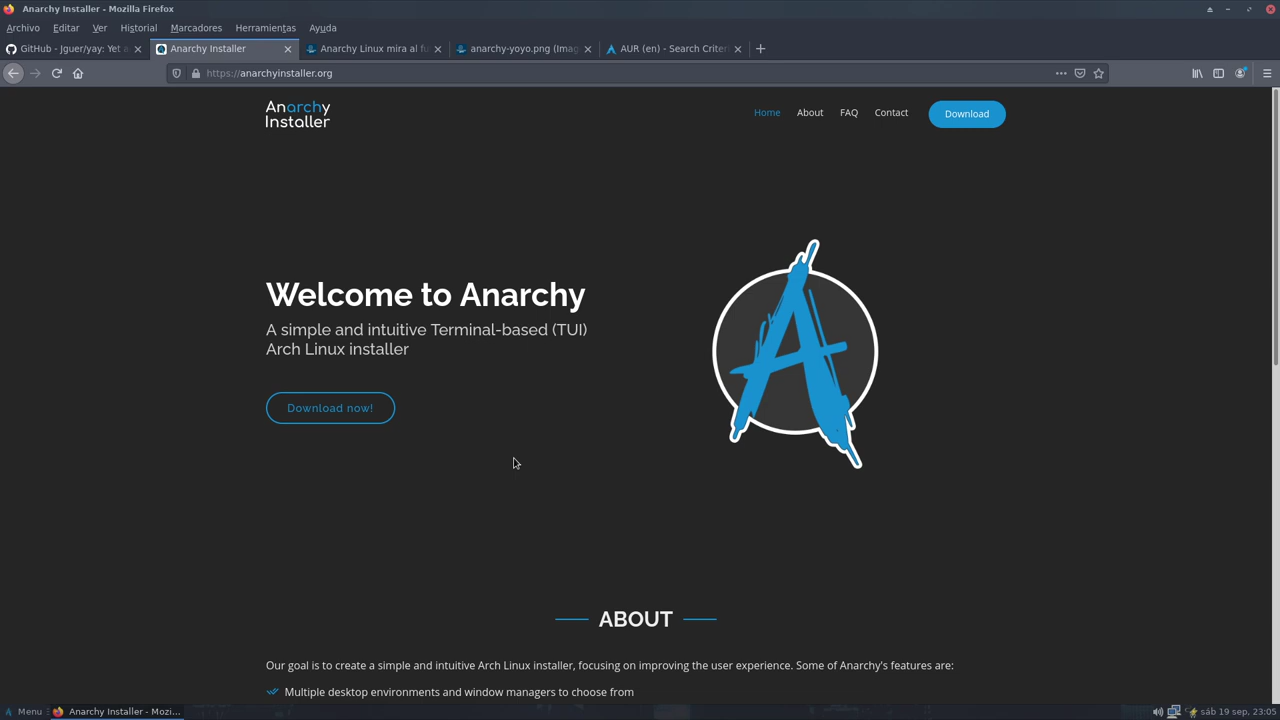 Anarchy Installer - Mozilla Firefox
Archivo Editar Ver Historial Marcadores Herramientas Ayuda
GitHub - Jguer/yay: Yet a
Anarchy Installer
Anarchy Linux mira al fu
anarchy-yoyo.png (Imag
AUR (en) - Search Criter
https://anarchyinstaller.org
Anarchy
Installer
Home About FAQ Contact Download
Welcome to Anarchy
A simple and intuitive Terminal-based (TUI)
Arch Linux installer
Download now!
ABOUT
Our goal is to create a simple and intuitive Arch Linux installer, focusing on improving the user experience. Some of Anarchy's features are:
Multiple desktop environments and window managers to choose from
Menu Anarchy Installer - Mozi... sáb 19 sep, 23:05